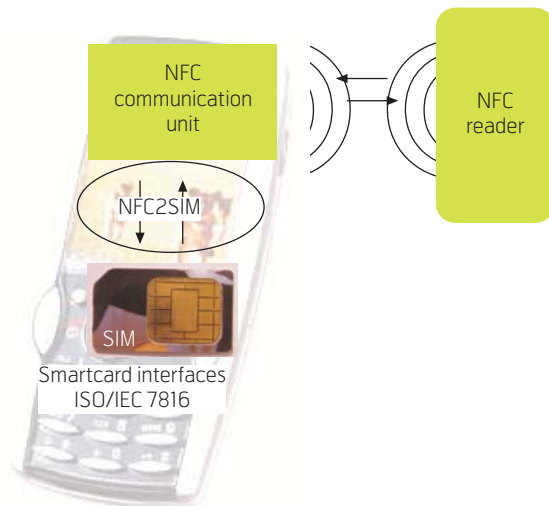 NFC
communication
unit
NFC
reader
NFC2SIM
SIM
Smartcard interfaces
ISO/IEC 7816